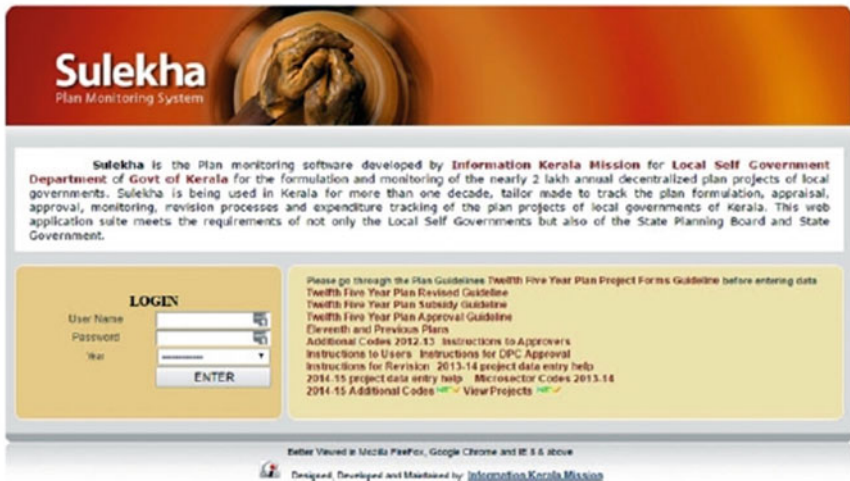 Sulekha
Plan Monitoring System
Sulekha is the Plan monitoring software developed by Information Kerala Mission for Local Self Government
Department of Govt of Kerala for the formulation and monitoring of the nearly 2 lakh annual decentralized plan projects of local
governments. Sulekha is being used in Kerala for more than one decade, tailor made to track the plan formulation, appraisal,
approval, monitoring, revision processes and expenditure tracking of the plan projects of local governments of Kerala. This web
application suite meets the requirements of not only the Local Self Governments but also of the State Planning Board and State
Government.
LOGIN
User Name
Password
Year
----------
ENTER
Please go through the Plan Guidelines Twelfth Five Year Plan Project Forms Guideline before entering data
Twelfth Five Year Plan Revised Guideline
Twelfth Five Year Plan Subsidy Guideline
Twelfth Five Year Plan Approval Guideline
Eleventh and Previous Plans
Additional Codes 2012-13 Instructions to Approvers
Instructions to Users Instructions for DPC Approval
Instructions for Revision 2013-14 project data entry help
2014-15 project data entry help Microsector Codes 2013-14
2014-15 Additional Codes View Projects
Better Viewed in Mozilla FireFox, Google Chrome and IE & above
Designed, Developed and Maintained by Information Kerala Mission